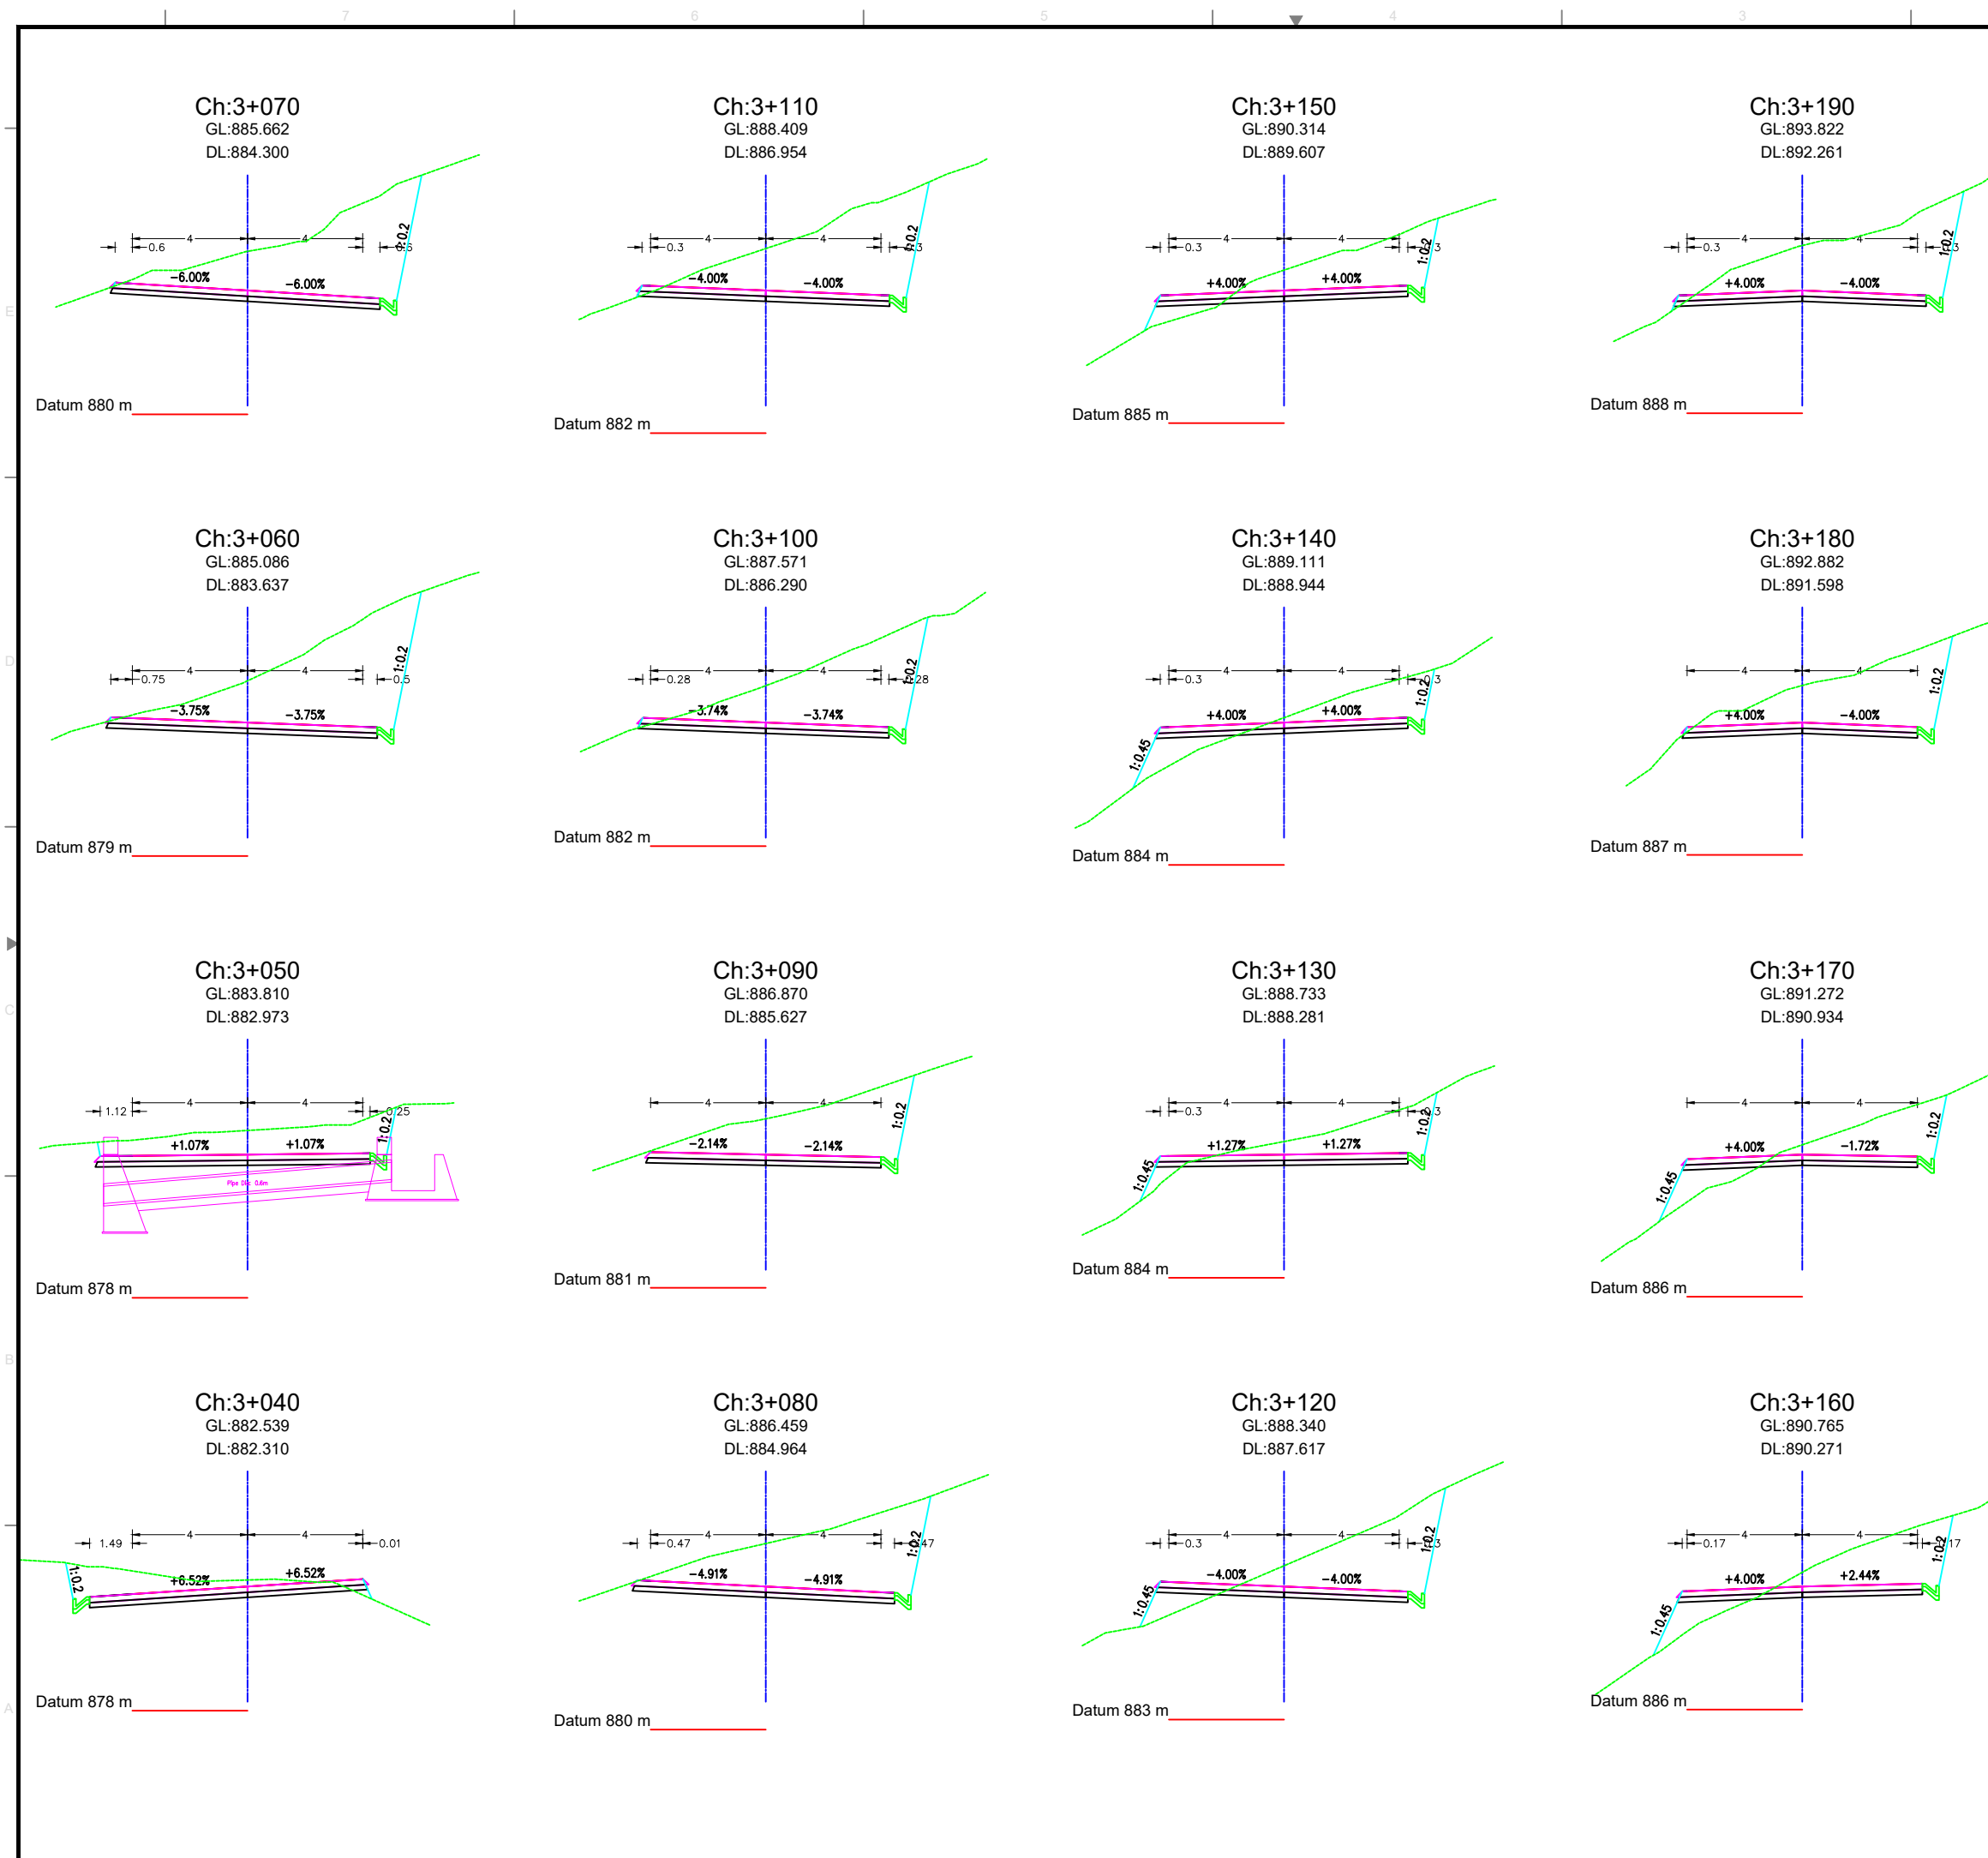 7 6 5 4 3
Ch:3+070
GL:885.662
DL:884.300
4 4
0.6
1:0.2
-6.00% -6.00%
Datum 880 m
Ch:3+110
GL:888.409
DL:886.954
4 4
0.3
1:0.2
-4.00% -4.00%
Datum 882 m
Ch:3+150
GL:890.314
DL:889.607
4 4
0.3
1:0.2
+4.00% +4.00%
Datum 885 m
Ch:3+190
GL:893.822
DL:892.261
4 4
0.3
1:0.2
+4.00% -4.00%
Datum 888 m
E
Ch:3+060
GL:885.086
DL:883.637
4 4
0.75 0.5
1:0.2
-3.75% -3.75%
Datum 879 m
Ch:3+100
GL:887.571
DL:886.290
4 4
0.28 0.28
1:0.2
-3.74% -3.74%
Datum 882 m
Ch:3+140
GL:889.111
DL:888.944
4 4
0.3 0.3
1:0.2
+4.00% +4.00%
1:0.45
Datum 884 m
Ch:3+180
GL:892.882
DL:891.598
4 4
1:0.2
+4.00% -4.00%
Datum 887 m
D
Ch:3+050
GL:883.810
DL:882.973
4 4
1.12 0.25
1:0.2
+1.07% +1.07%
Pipe Dia 0.6m
Datum 878 m
Ch:3+090
GL:886.870
DL:885.627
4 4
1:0.2
-2.14% -2.14%
Datum 881 m
Ch:3+130
GL:888.733
DL:888.281
4 4
0.3 0.3
1:0.2
+1.27% +1.27%
1:0.45
Datum 884 m
Ch:3+170
GL:891.272
DL:890.934
4 4
1:0.2
+4.00% -1.72%
1:0.45
Datum 886 m
C
B
Ch:3+040
GL:882.539
DL:882.310
4 4
1.49 0.01
1:0.2
+6.52% +6.52%
Datum 878 m
Ch:3+080
GL:886.459
DL:884.964
4 4
0.47 0.47
1:0.2
-4.91% -4.91%
Datum 880 m
Ch:3+120
GL:888.340
DL:887.617
4 4
0.3
1:0.2
-4.00% -4.00%
1:0.45
Datum 883 m
Ch:3+160
GL:890.765
DL:890.271
4 4
0.17 0.17
1:0.2
+4.00% +2.44%
1:0.45
Datum 886 m
A